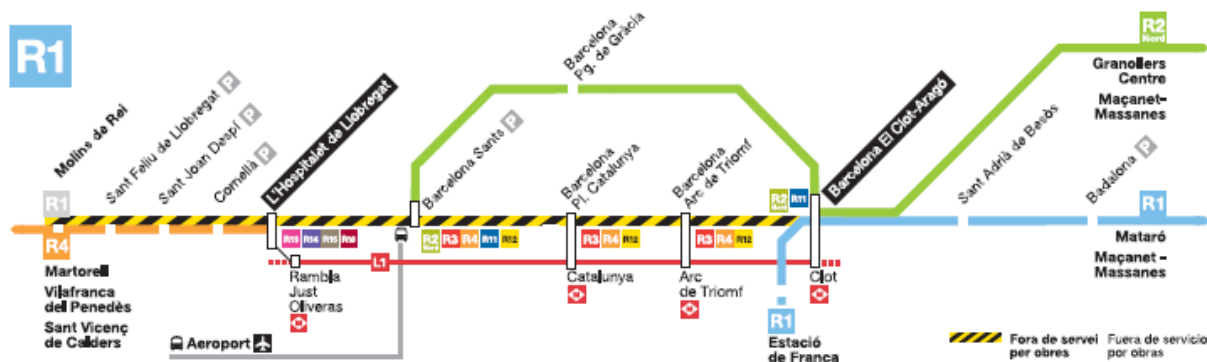 R1
Molins de Rei
Sant Feliu de Llobregat P
Sant Joan Despí P
Cornellà P
L'Hospitalet de Llobregat
Barcelona Sants P
Barcelona
Pg. de Gràcia
Barcelona
Pl. Catalunya
Barcelona
Arc de Triomf
Barcelona El Clot-Aragó
Sant Adrià de Besòs
Badalona P
R2
Nord
Granollers
Centre
Maçanet-
Massanes
R1
R4
Martorell
Vilafranca
del Penedès
Sant Vicenç
de Calders
R13 R14 R15 R16
L1
Rambla
Just
Oliveras
Aeroport
R2 Nord R3 R4 R11 R12
R3 R4 R12
Catalunya
R3 R4 R12
Arc
de Triomf
R2 Nord R11
Clot
R1
Estació
de França
R1
Mataró
Maçanet -
Massanes
Fora de servei
per obres
Fuera de servicio
por obras